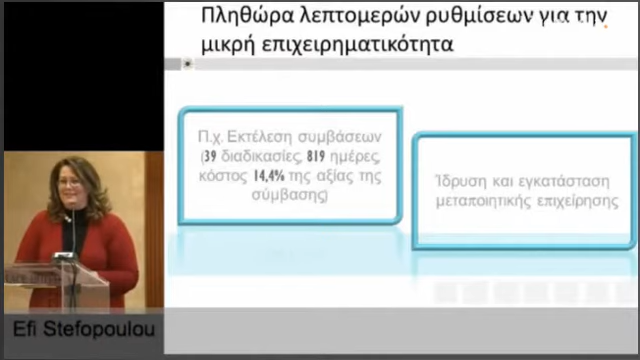 Πληθώρα λεπτομερών ρυθμίσεων για την
μικρή επιχειρηματικότητα
Π.χ. Εκτέλεση συμβάσεων
(39 διαδικασίες, 819 ημέρες,
κόστος 14,4% της αξίας της
σύμβασης)
Ίδρυση και εγκατάσταση
μεταποιητικής επιχείρησης
Efi Stefopoulou